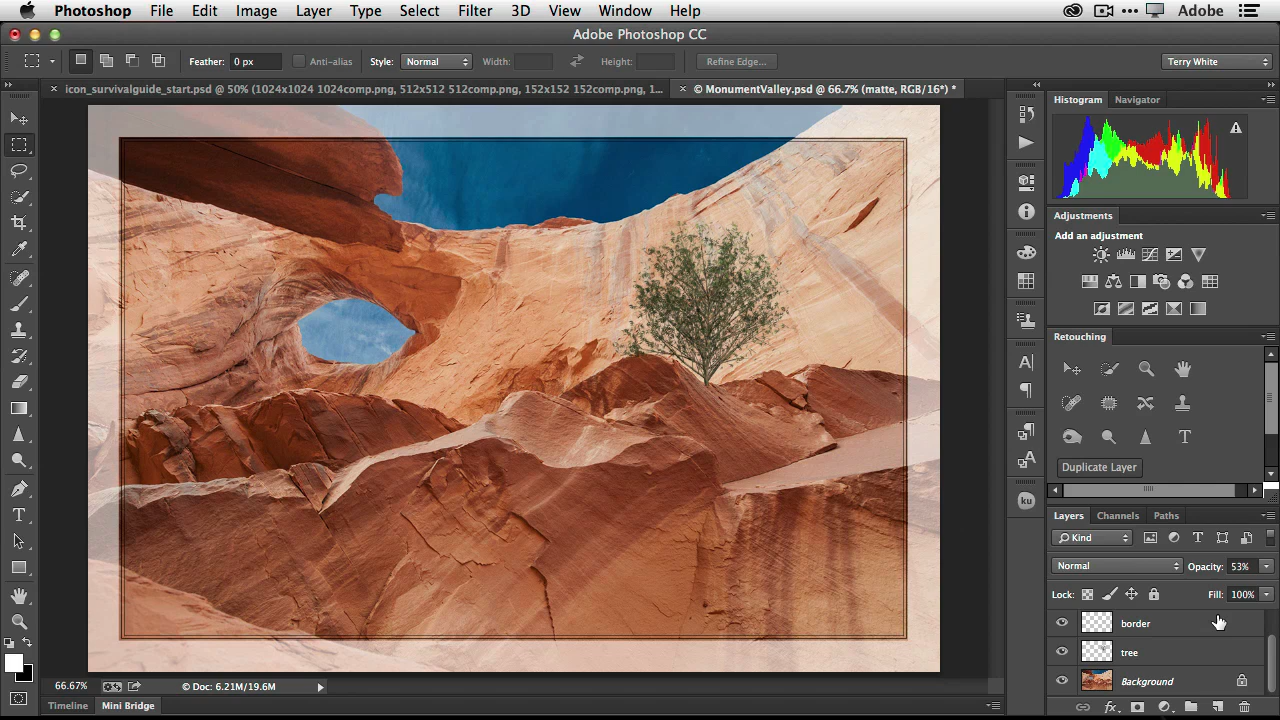 Photoshop File Edit Image Layer Type Select Filter 3D View Window Help Adobe
Adobe Photoshop CC
Feather: 0 px Anti-alias Style: Normal Width: Height: Refine Edge... Terry White
× icon_survivalguide_start.psd @ 50% (1024x1024 1024comp.png, 512x512 512comp.png, 152x152 152comp.png, 1... × © MonumentValley.psd @ 66.7% (matte, RGB/16*) *
Histogram Navigator
Adjustments
Add an adjustment
Retouching
Duplicate Layer
Layers Channels Paths
Kind
Normal Opacity: 53%
Lock: Fill: 100%
border
tree
Background
66.67% © Doc: 6.21M/19.6M
Timeline Mini Bridge
A
T
T
ku
fx